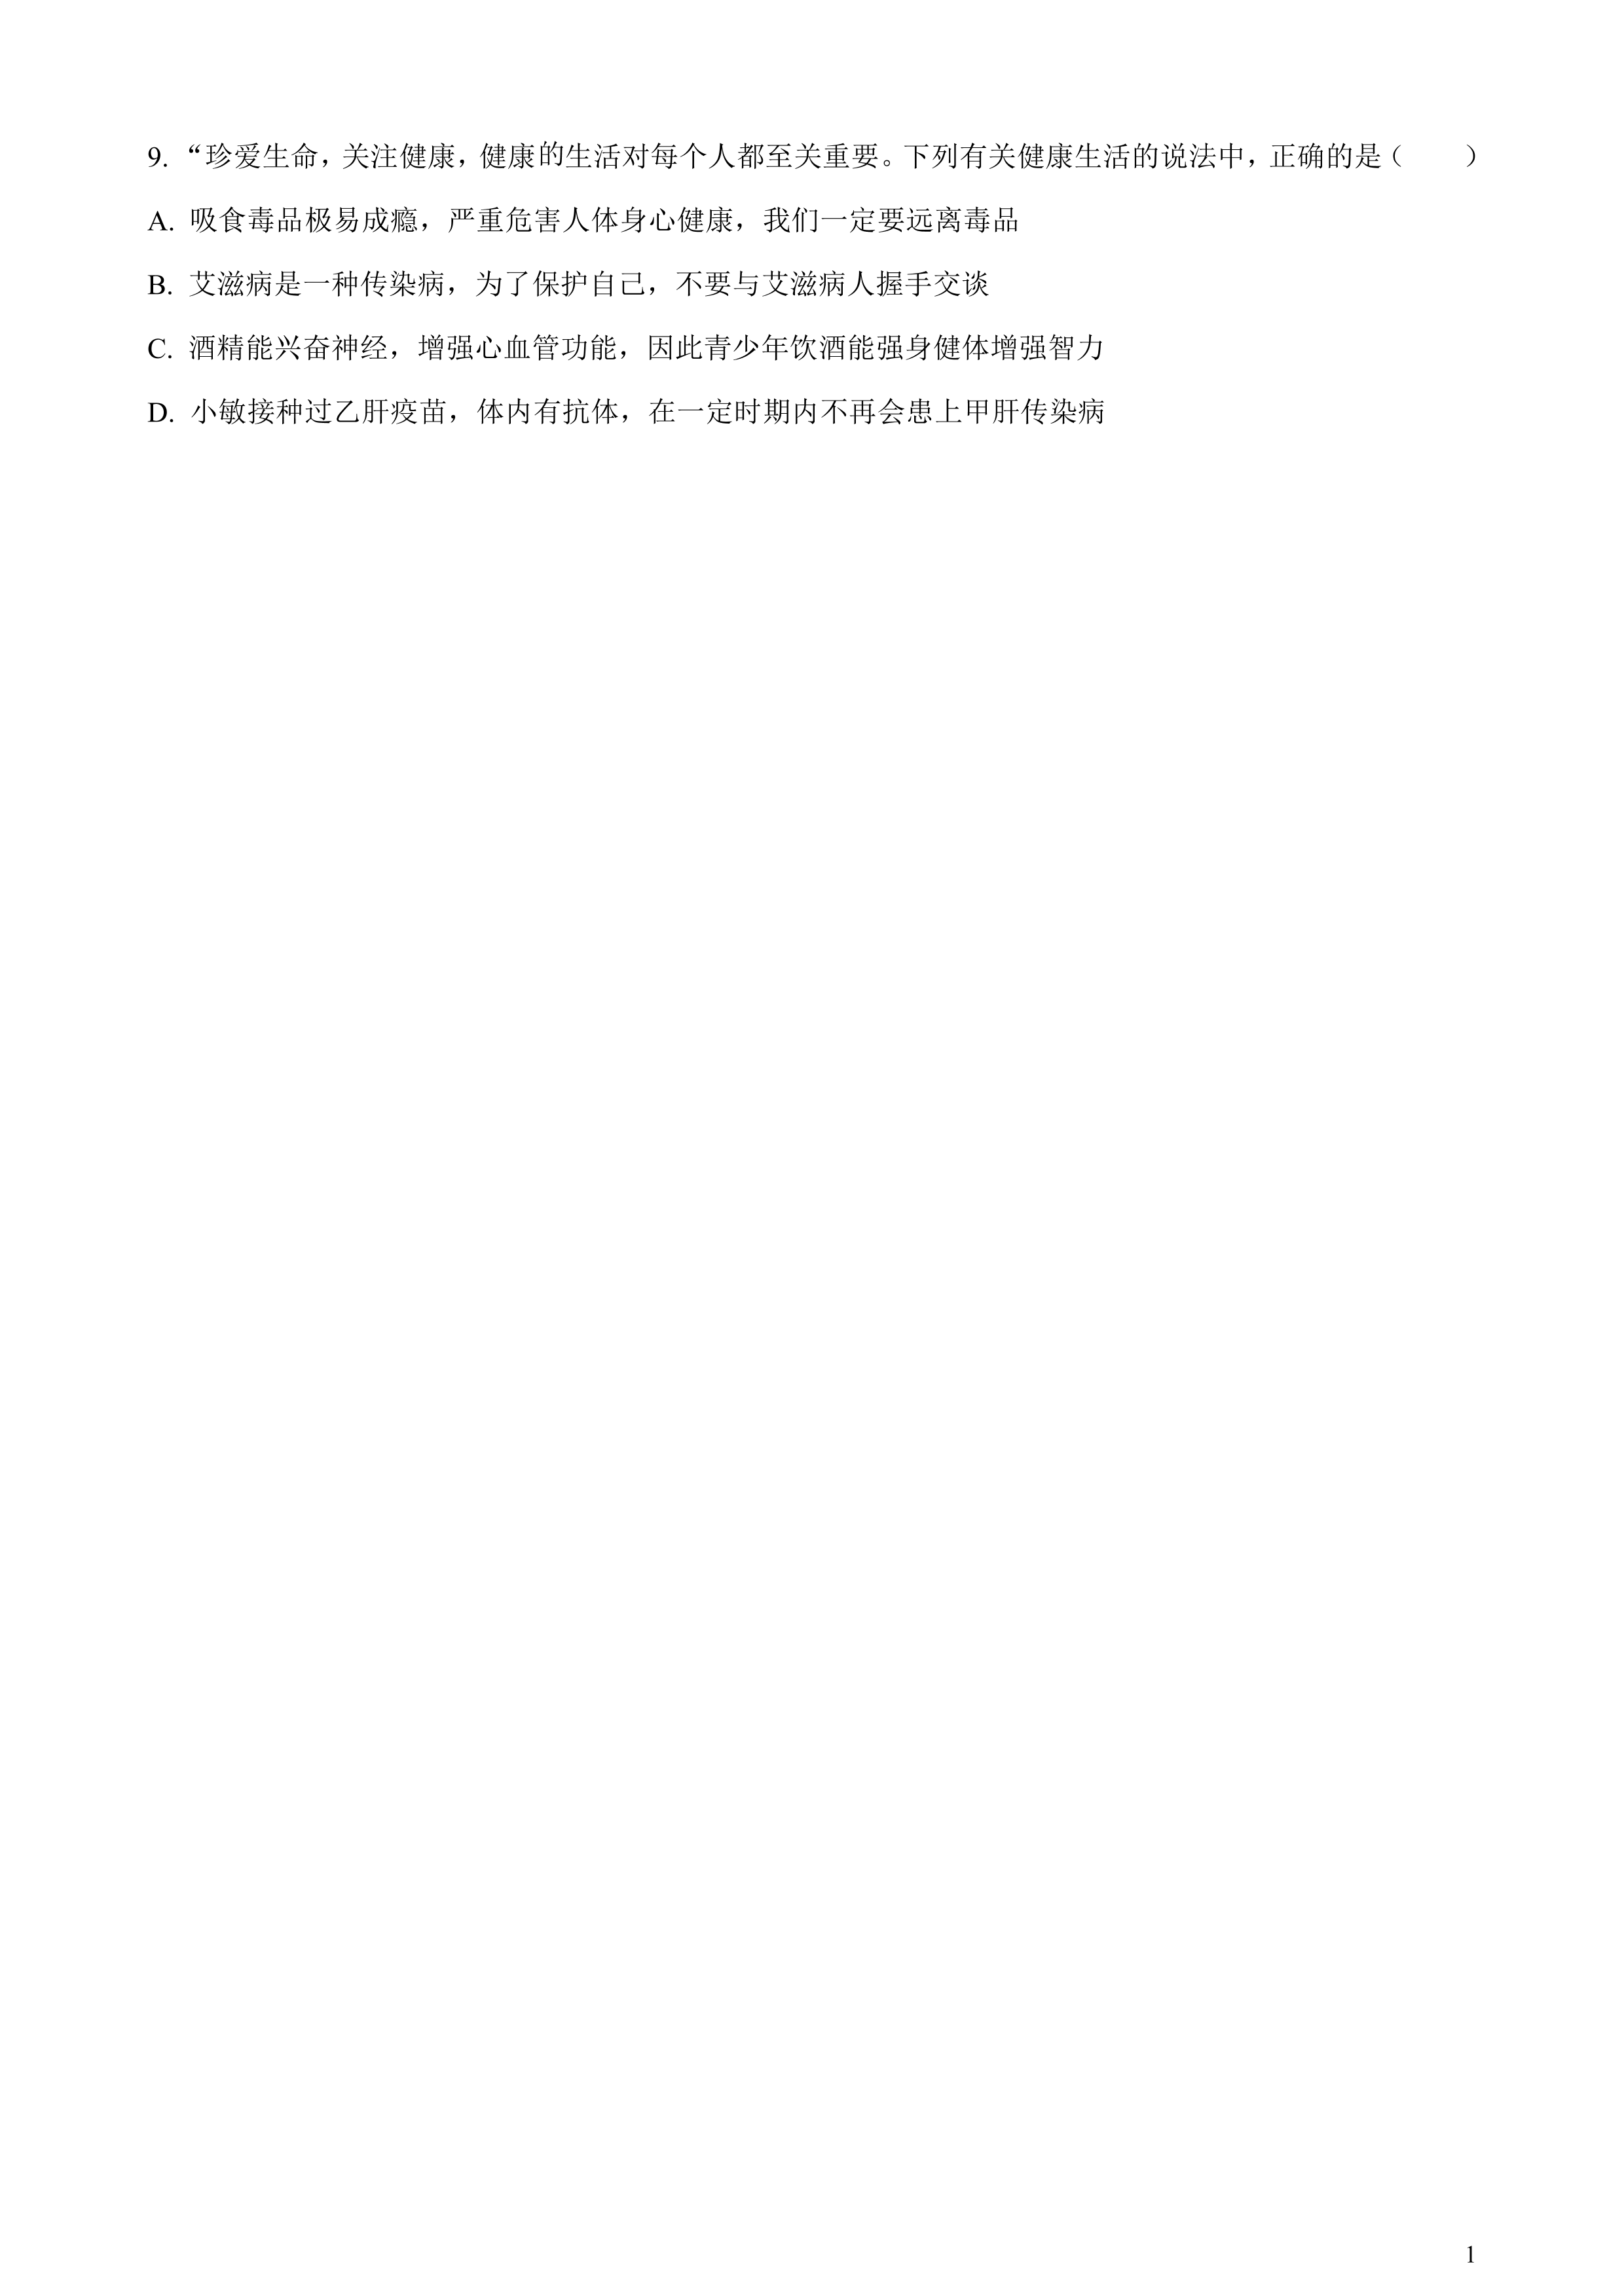 9. “珍爱生命，关注健康，健康的生活对每个人都至关重要。下列有关健康生活的说法中，正确的是（　　）
A. 吸食毒品极易成瘾，严重危害人体身心健康，我们一定要远离毒品
B. 艾滋病是一种传染病，为了保护自己，不要与艾滋病人握手交谈
C. 酒精能兴奋神经，增强心血管功能，因此青少年饮酒能强身健体增强智力
D. 小敏接种过乙肝疫苗，体内有抗体，在一定时期内不再会患上甲肝传染病
1